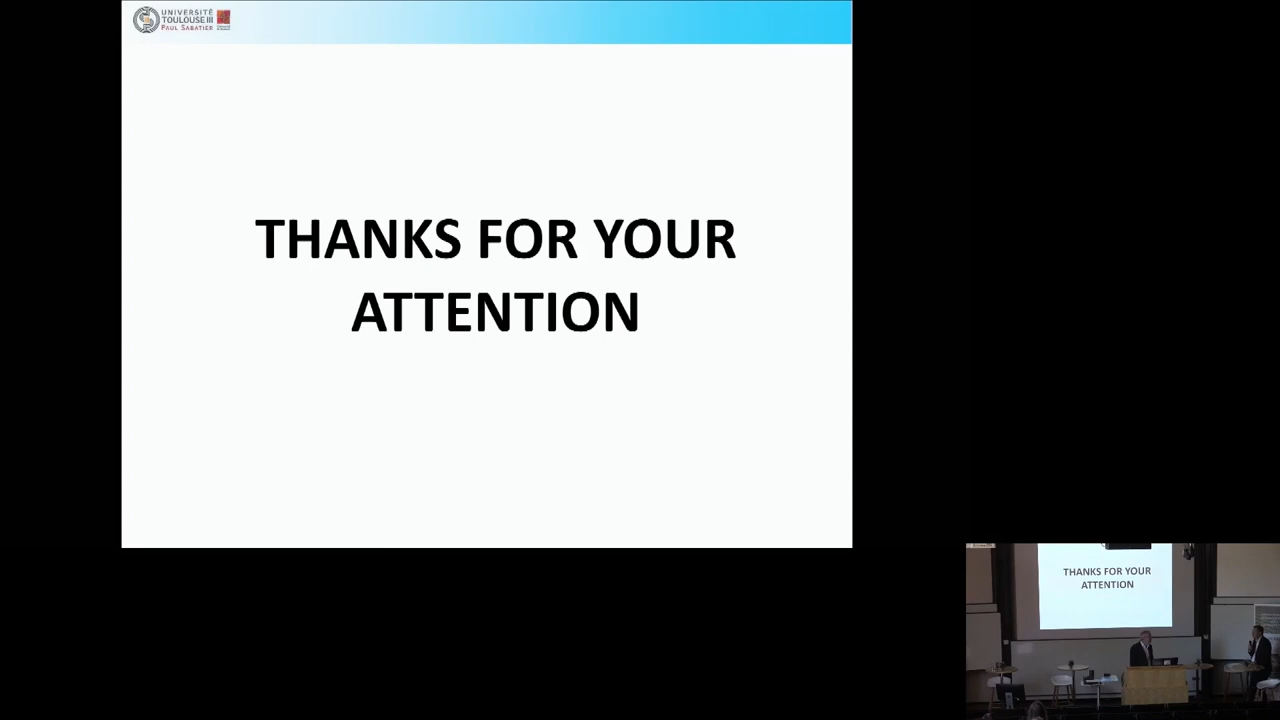 UNIVERSITÉ
TOULOUSE III
PAUL SABATIER
THANKS FOR YOUR
ATTENTION
THANKS FOR YOUR
ATTENTION